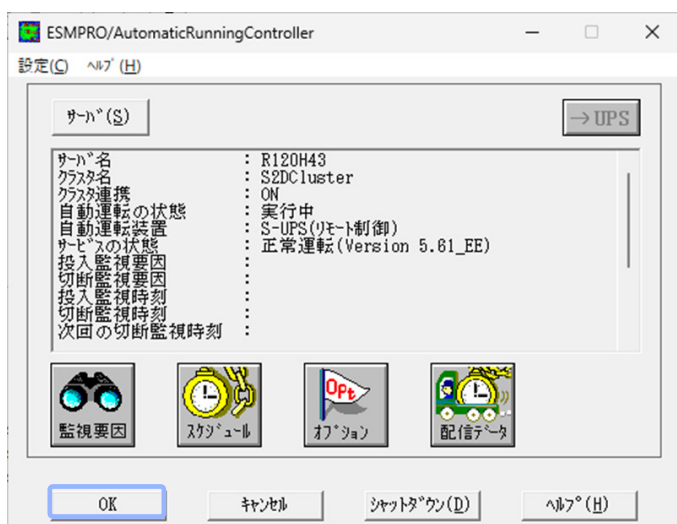 ESMPRO/AutomaticRunningController
設定(C) ヘルプ(H)
サーバ(S)
→UPS
サーバ名 : R120H43
クラスタ名 : S2DCluster
クラスタ連携 : ON
自動運転の状態 : 実行中
自動運転装置 : S-UPS(リモート制御)
サービスの状態 : 正常運転(Version 5.61_EE)
投入監視要因 :
切断監視要因 :
投入監視時刻 :
切断監視時刻 :
次回の切断監視時刻 :
Opt
監視要因 スケジュール オプション 配信データ
OK キャンセル シャットダウン(D) ヘルプ(H)